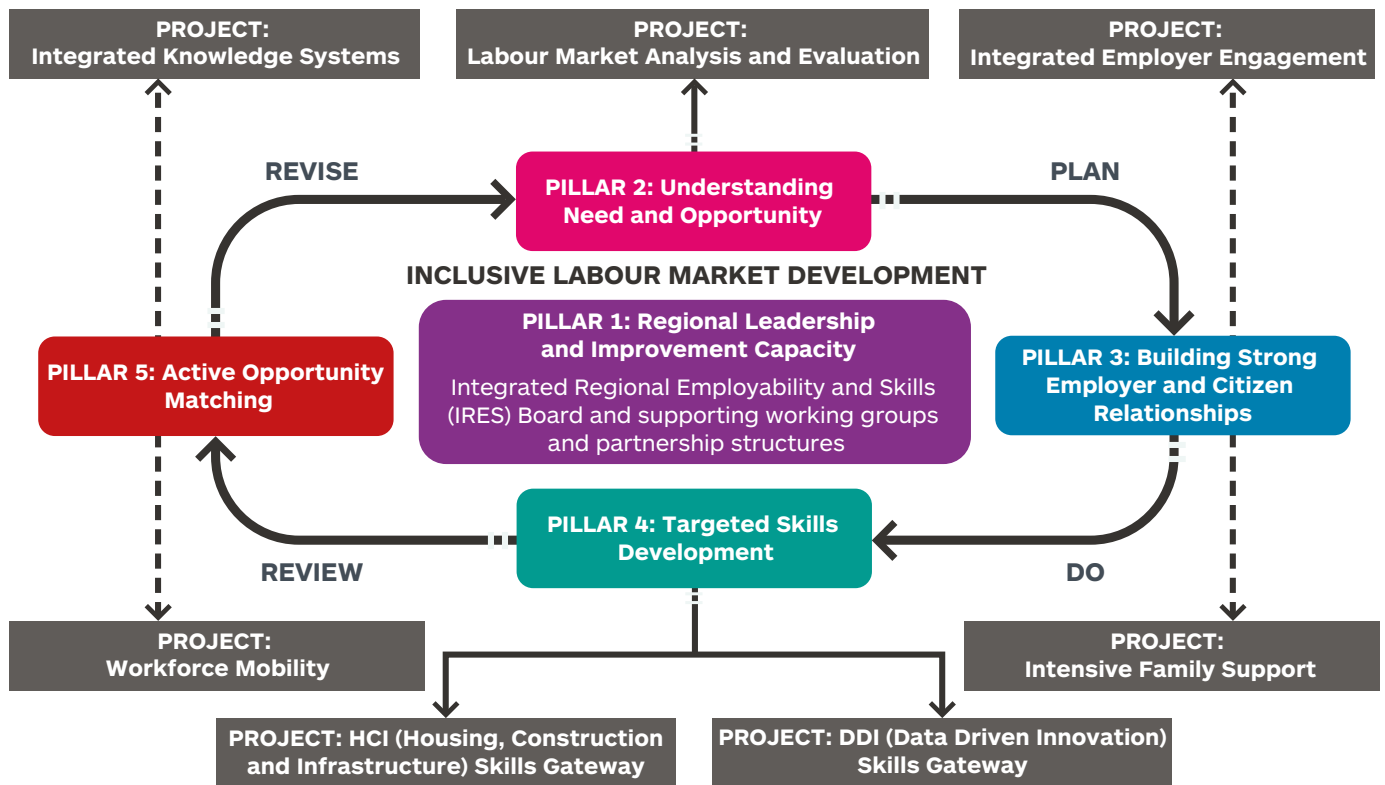 PROJECT:
Integrated Knowledge Systems
PROJECT:
Labour Market Analysis and Evaluation
PROJECT:
Integrated Employer Engagement
REVISE
PLAN
PILLAR 2: Understanding
Need and Opportunity
INCLUSIVE LABOUR MARKET DEVELOPMENT
PILLAR 1: Regional Leadership
and Improvement Capacity
Integrated Regional Employability and Skills
(IRES) Board and supporting working groups
and partnership structures
PILLAR 5: Active Opportunity
Matching
PILLAR 3: Building Strong
Employer and Citizen
Relationships
PILLAR 4: Targeted Skills
Development
REVIEW
DO
PROJECT:
Workforce Mobility
PROJECT:
Intensive Family Support
PROJECT: HCI (Housing, Construction
and Infrastructure) Skills Gateway
PROJECT: DDI (Data Driven Innovation)
Skills Gateway